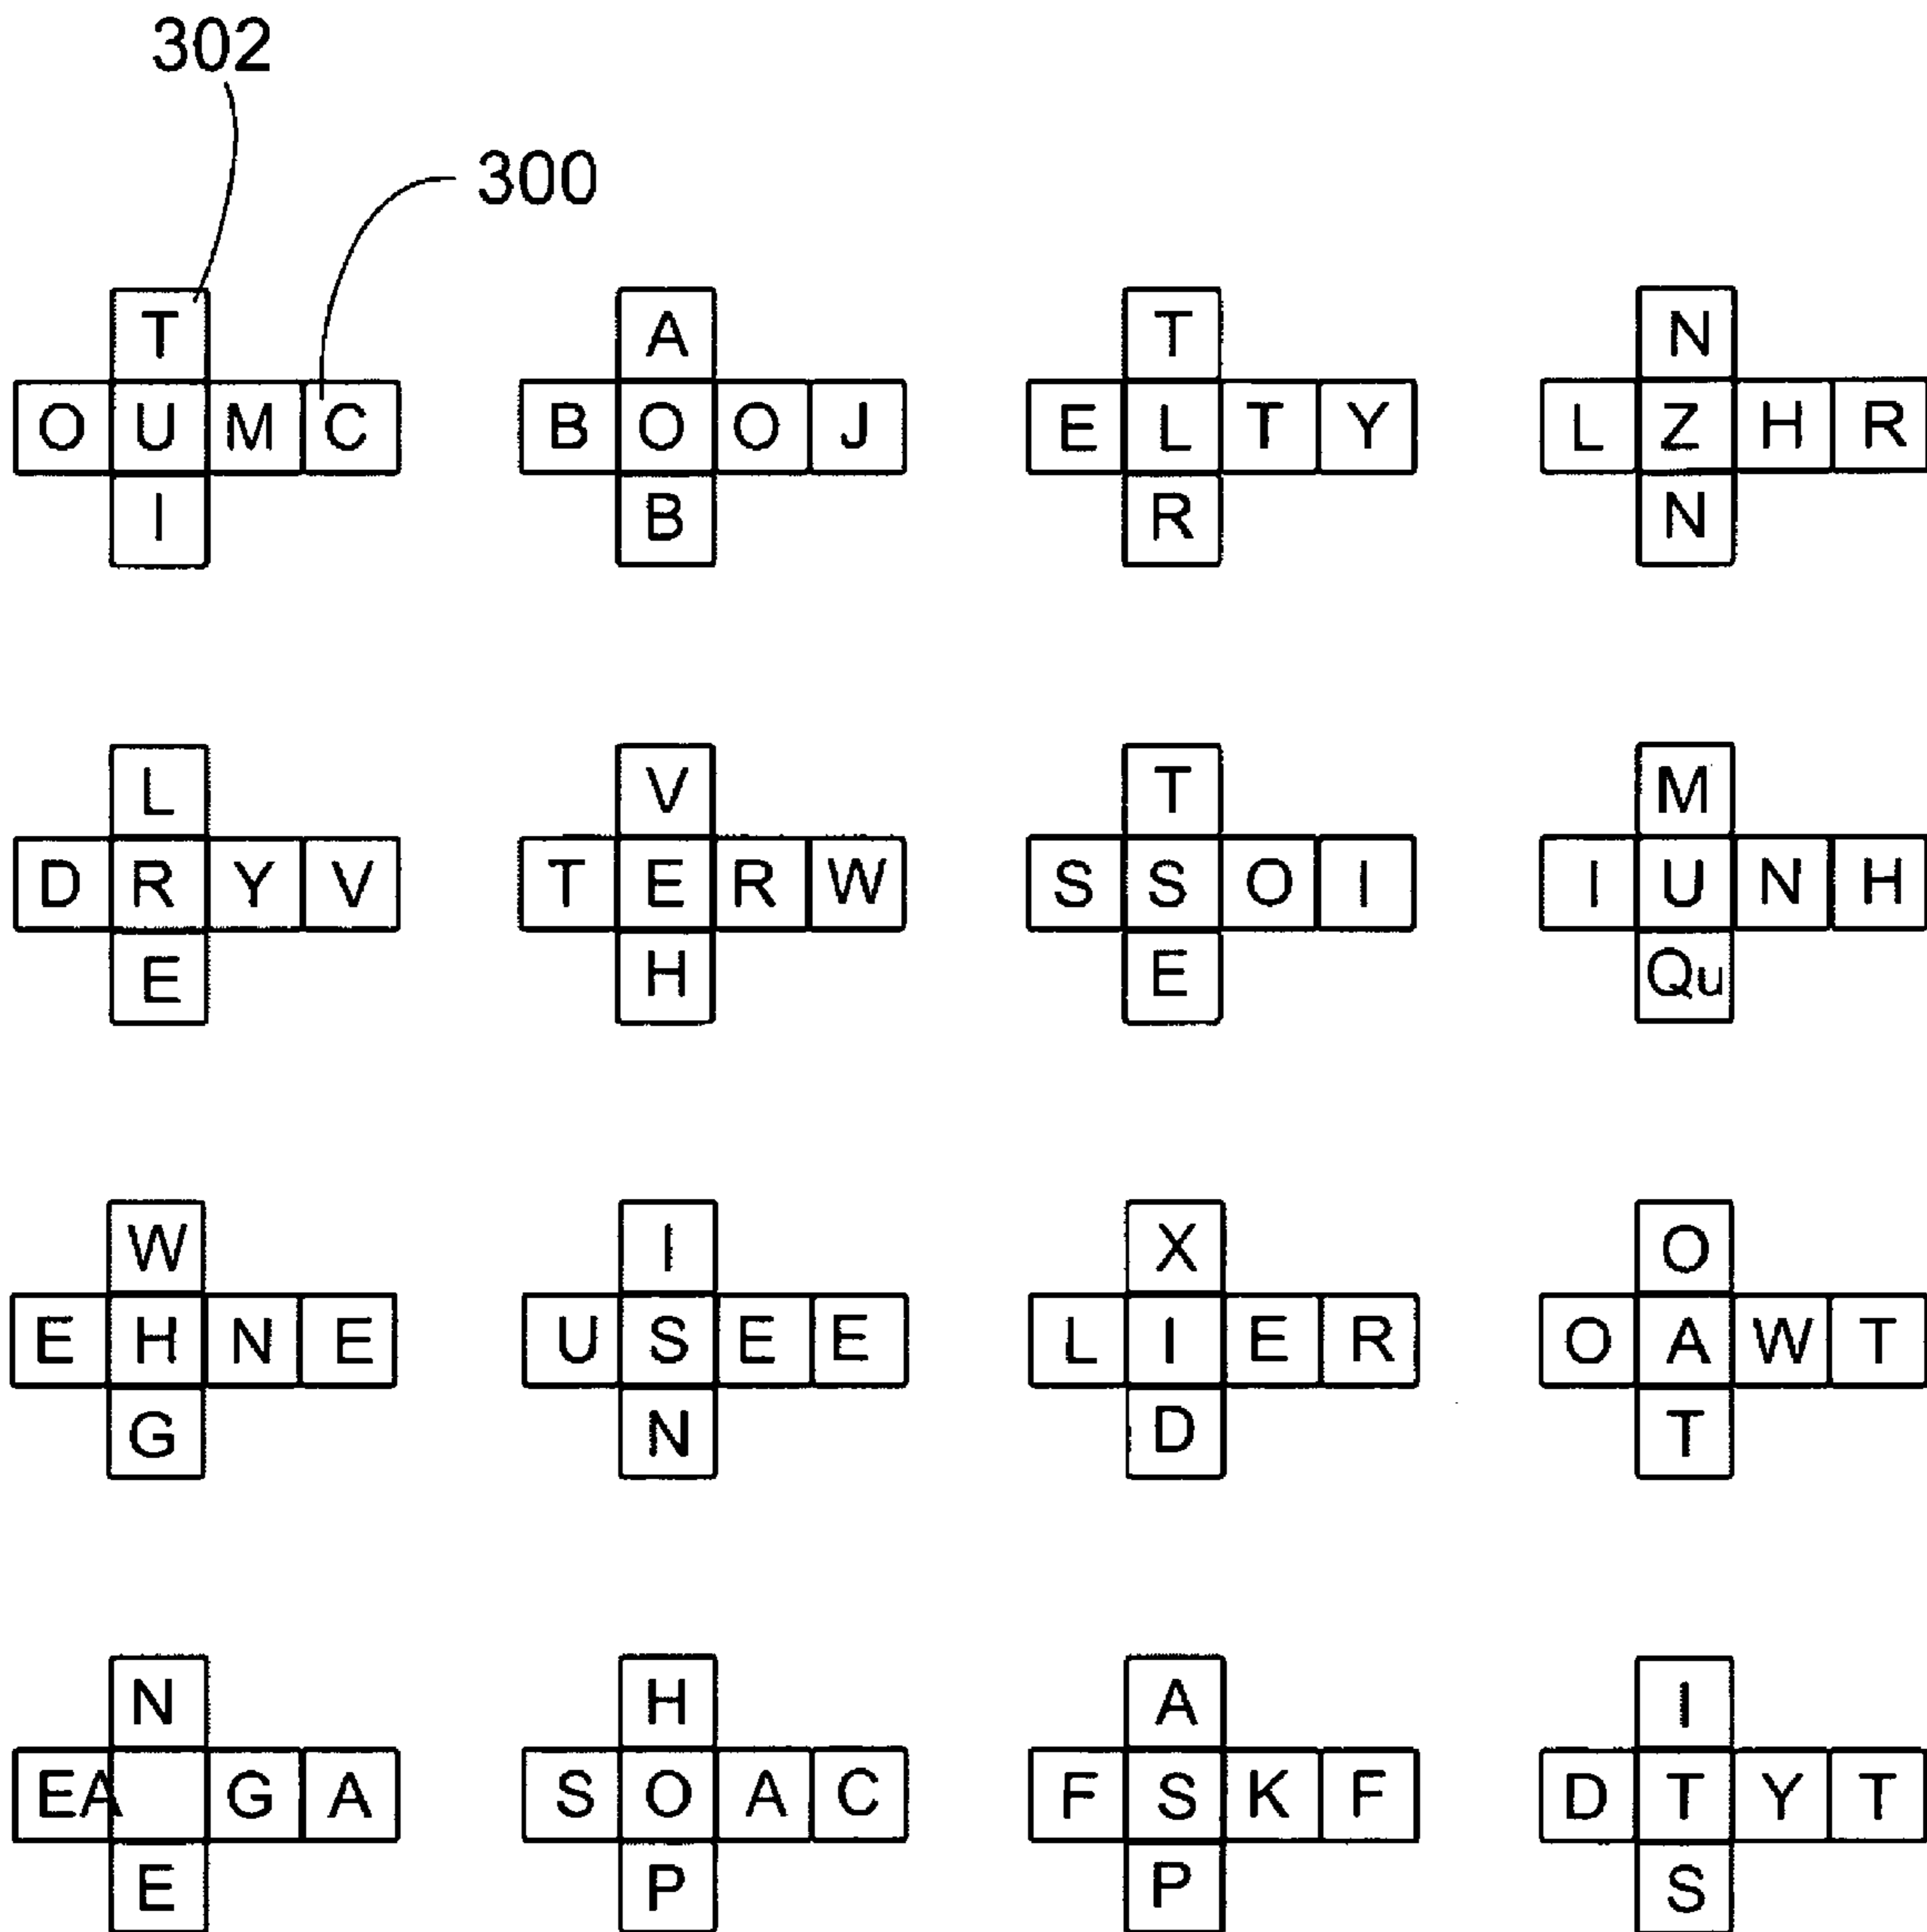 302
300
T A T N
O U M C B O O J E L T Y L Z H R
I B R N
L V T M
D R Y V T E R W S S O I I U N H
E H E Qu
W I X O
E H N E U S E E L I E R O A W T
G N D T
N H A I
EA G A S O A C F S K F D T Y T
E P P S